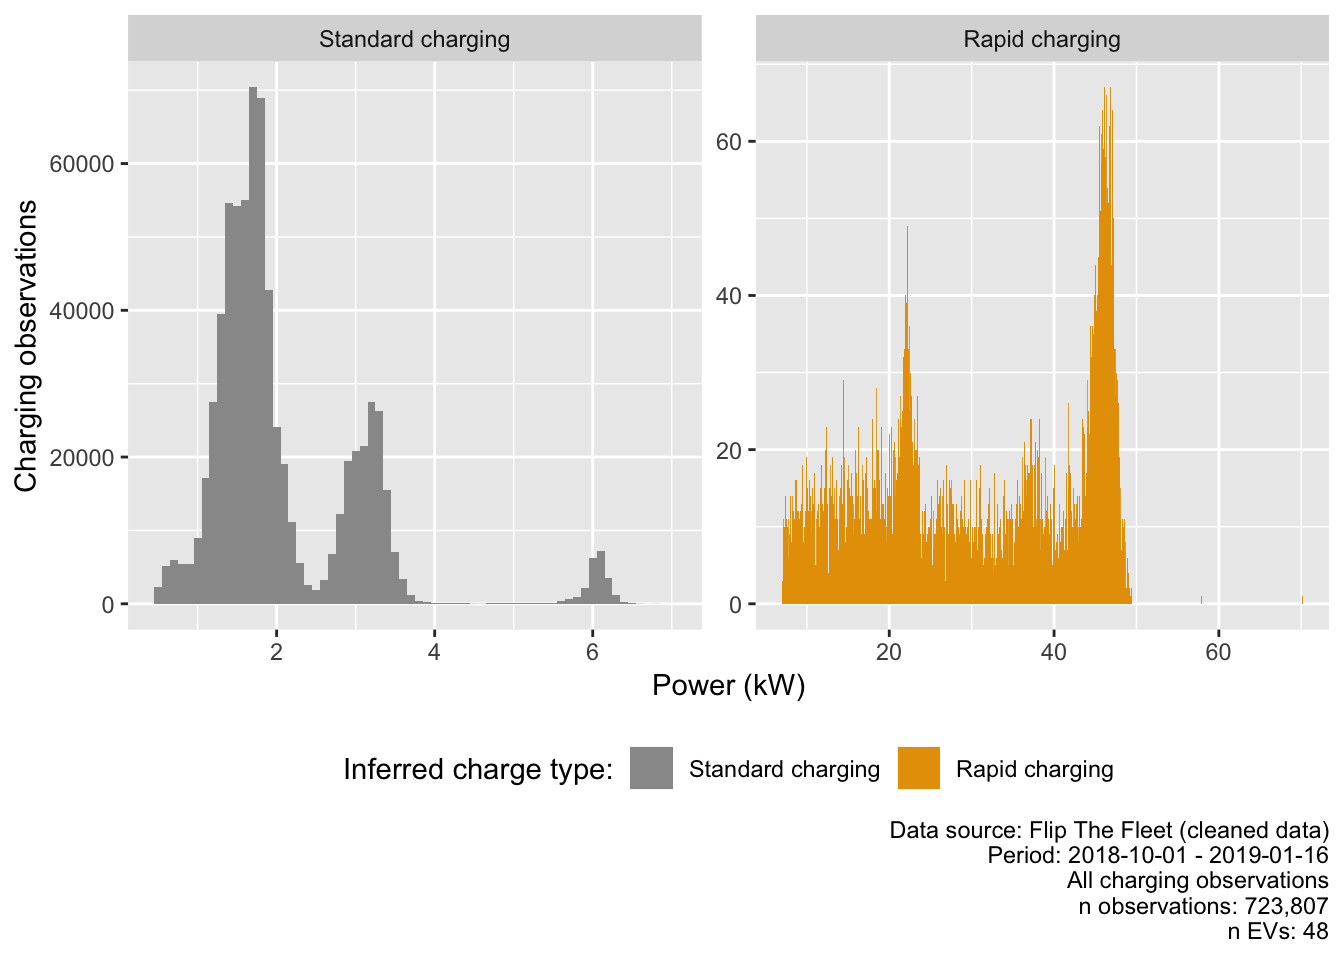 Standard charging
Rapid charging
Charging observations
60000
40000
20000
0
60
40
20
0
2
4
6
20
40
60
Power (kW)
Inferred charge type:
Standard charging
Rapid charging
Data source: Flip The Fleet (cleaned data)
Period: 2018-10-01 - 2019-01-16
All charging observations
n observations: 723,807
n EVs: 48